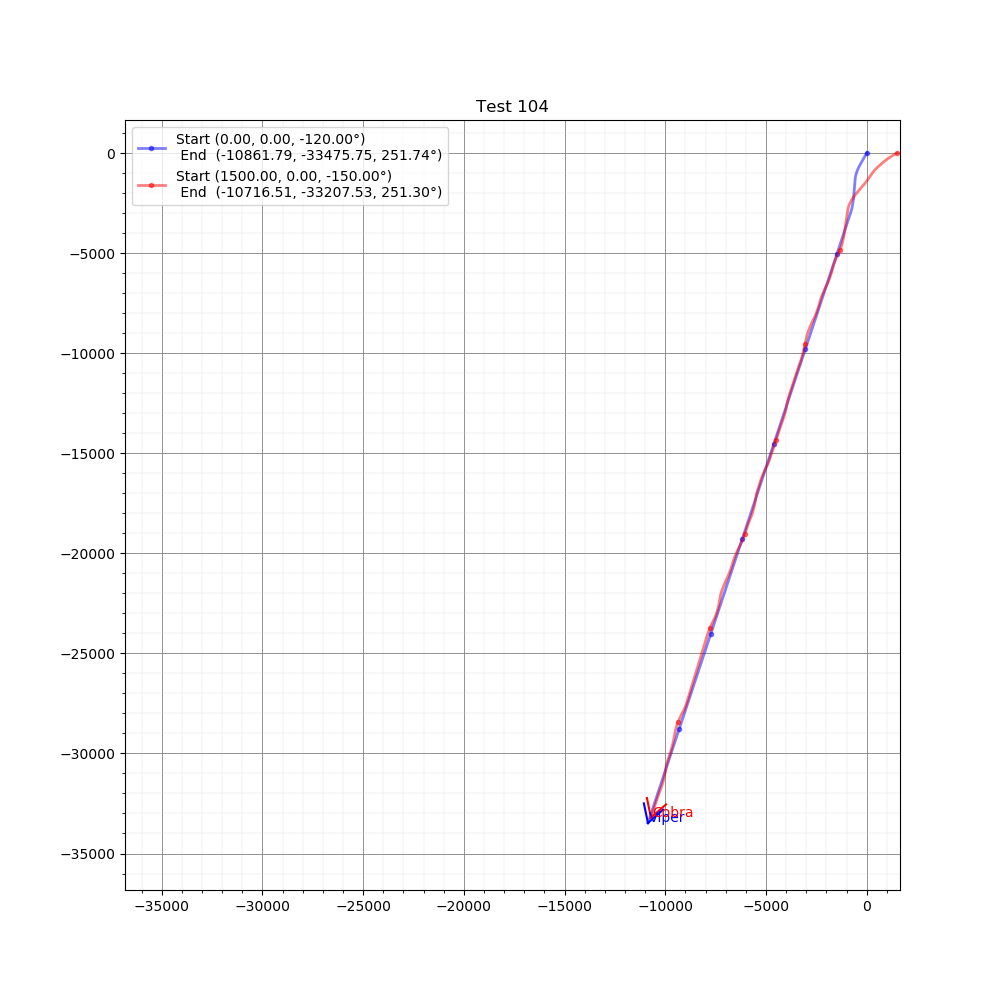 Test 104
Start (0.00, 0.00, -120.00°)
End (-10861.79, -33475.75, 251.74°)
Start (1500.00, 0.00, -150.00°)
End (-10716.51, -33207.53, 251.30°)
0
−5000
−10000
−15000
−20000
−25000
−30000
−35000
Cobra
Viper
−35000 −30000 −25000 −20000 −15000 −10000 −5000 0